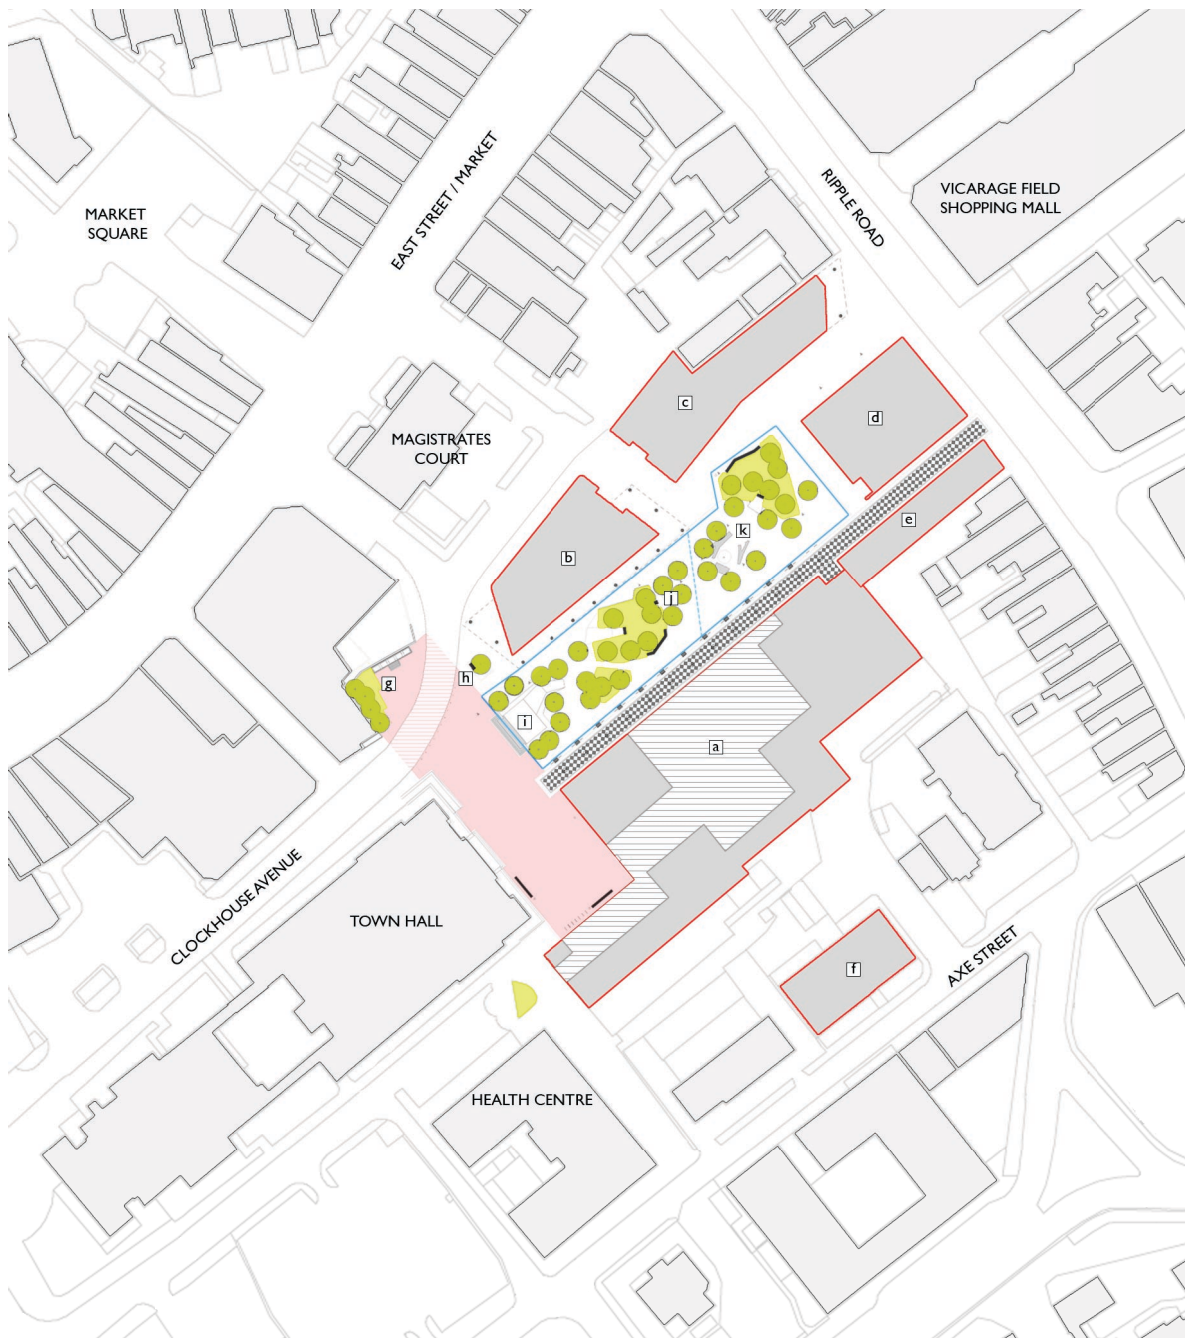 EAST STREET / MARKET
RIPPLE ROAD
VICARAGE FIELD
SHOPPING MALL
MARKET
SQUARE
MAGISTRATES
COURT
c
d
e
b
k
j
g
h
i
a
CLOCKHOUSE AVENUE
TOWN HALL
f
AXE STREET
HEALTH CENTRE